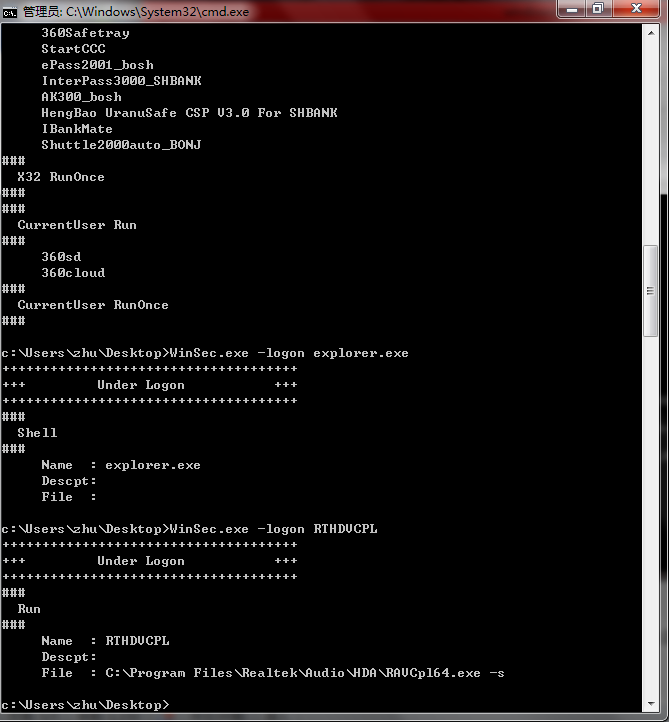 管理员: C:\Windows\System32\cmd.exe
360Safetray
StartCCC
ePass2001_bosh
InterPass3000_SHBANK
AK300_bosh
HengBao UranuSafe CSP V3.0 For SHBANK
IBankMate
Shuttle2000auto_BONJ
###
X32 RunOnce
###
###
CurrentUser Run
###
360sd
360cloud
###
CurrentUser RunOnce
###
c:\Users\zhu\Desktop>WinSec.exe -logon explorer.exe
+++++++++++++++++++++++++++++++++++++
+++         Under Logon           +++
+++++++++++++++++++++++++++++++++++++
###
Shell
###
Name  : explorer.exe
Descpt:
File  :
c:\Users\zhu\Desktop>WinSec.exe -logon RTHDVCPL
+++++++++++++++++++++++++++++++++++++
+++         Under Logon           +++
+++++++++++++++++++++++++++++++++++++
###
Run
###
Name  : RTHDVCPL
Descpt:
File  : C:\Program Files\Realtek\Audio\HDA\RAVCpl64.exe -s
c:\Users\zhu\Desktop>